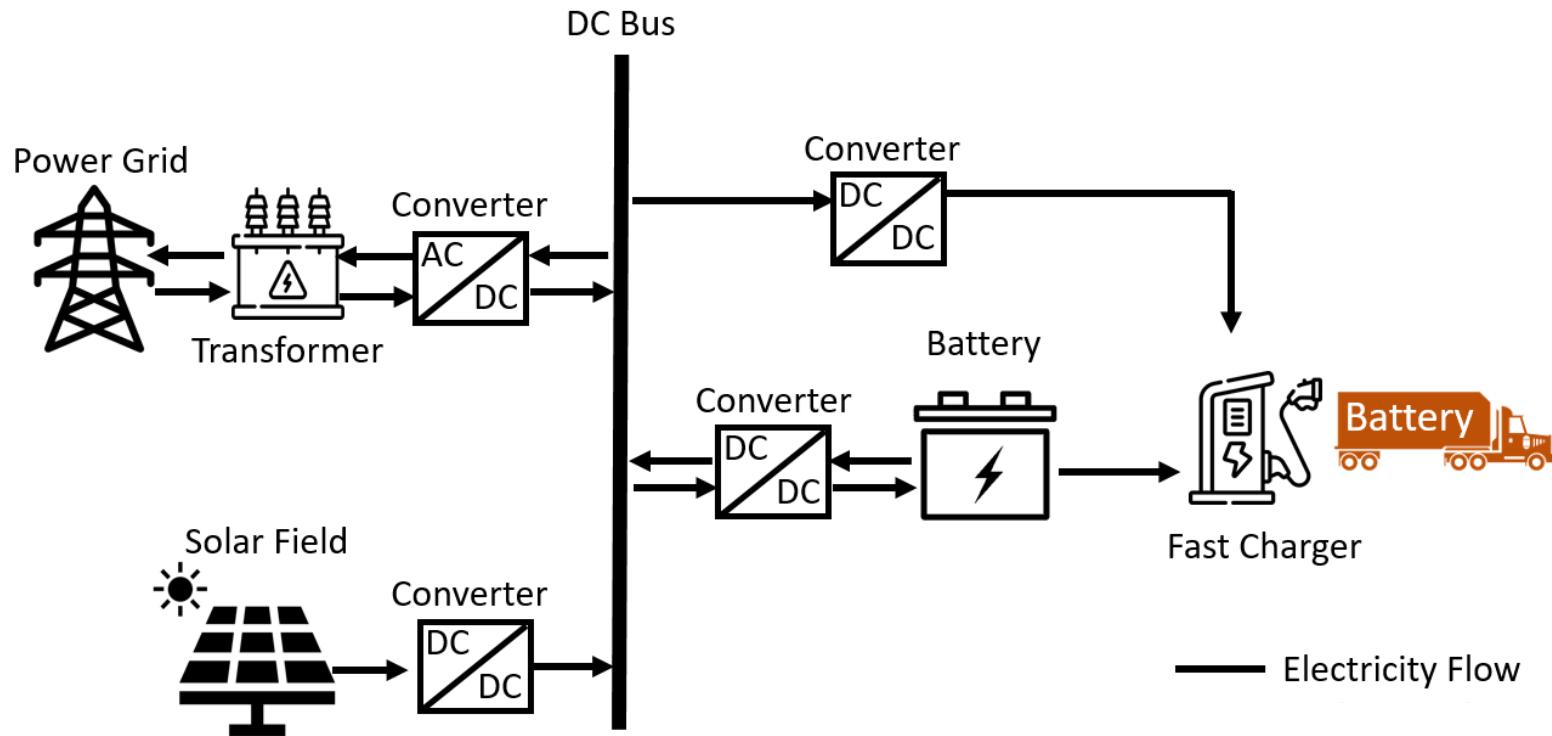 DC Bus
Power Grid
Converter
AC
DC
Transformer
Converter
DC
DC
Battery
Converter
DC
DC
Battery
Fast Charger
Solar Field
Converter
DC
DC
Electricity Flow